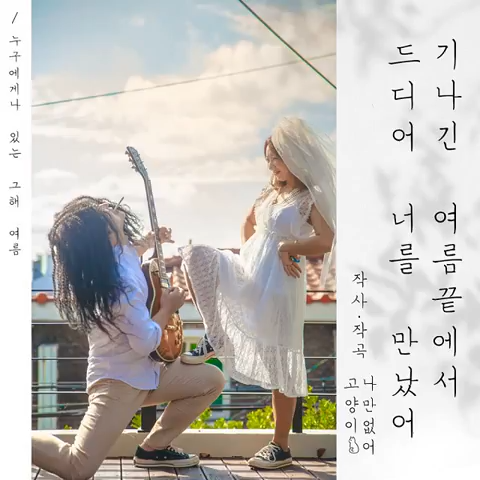 / 누구에게나 있는 그해 여름
기나긴 여름끝에서
드디어 너를 만났어
작사·작곡
나만없어
고양이